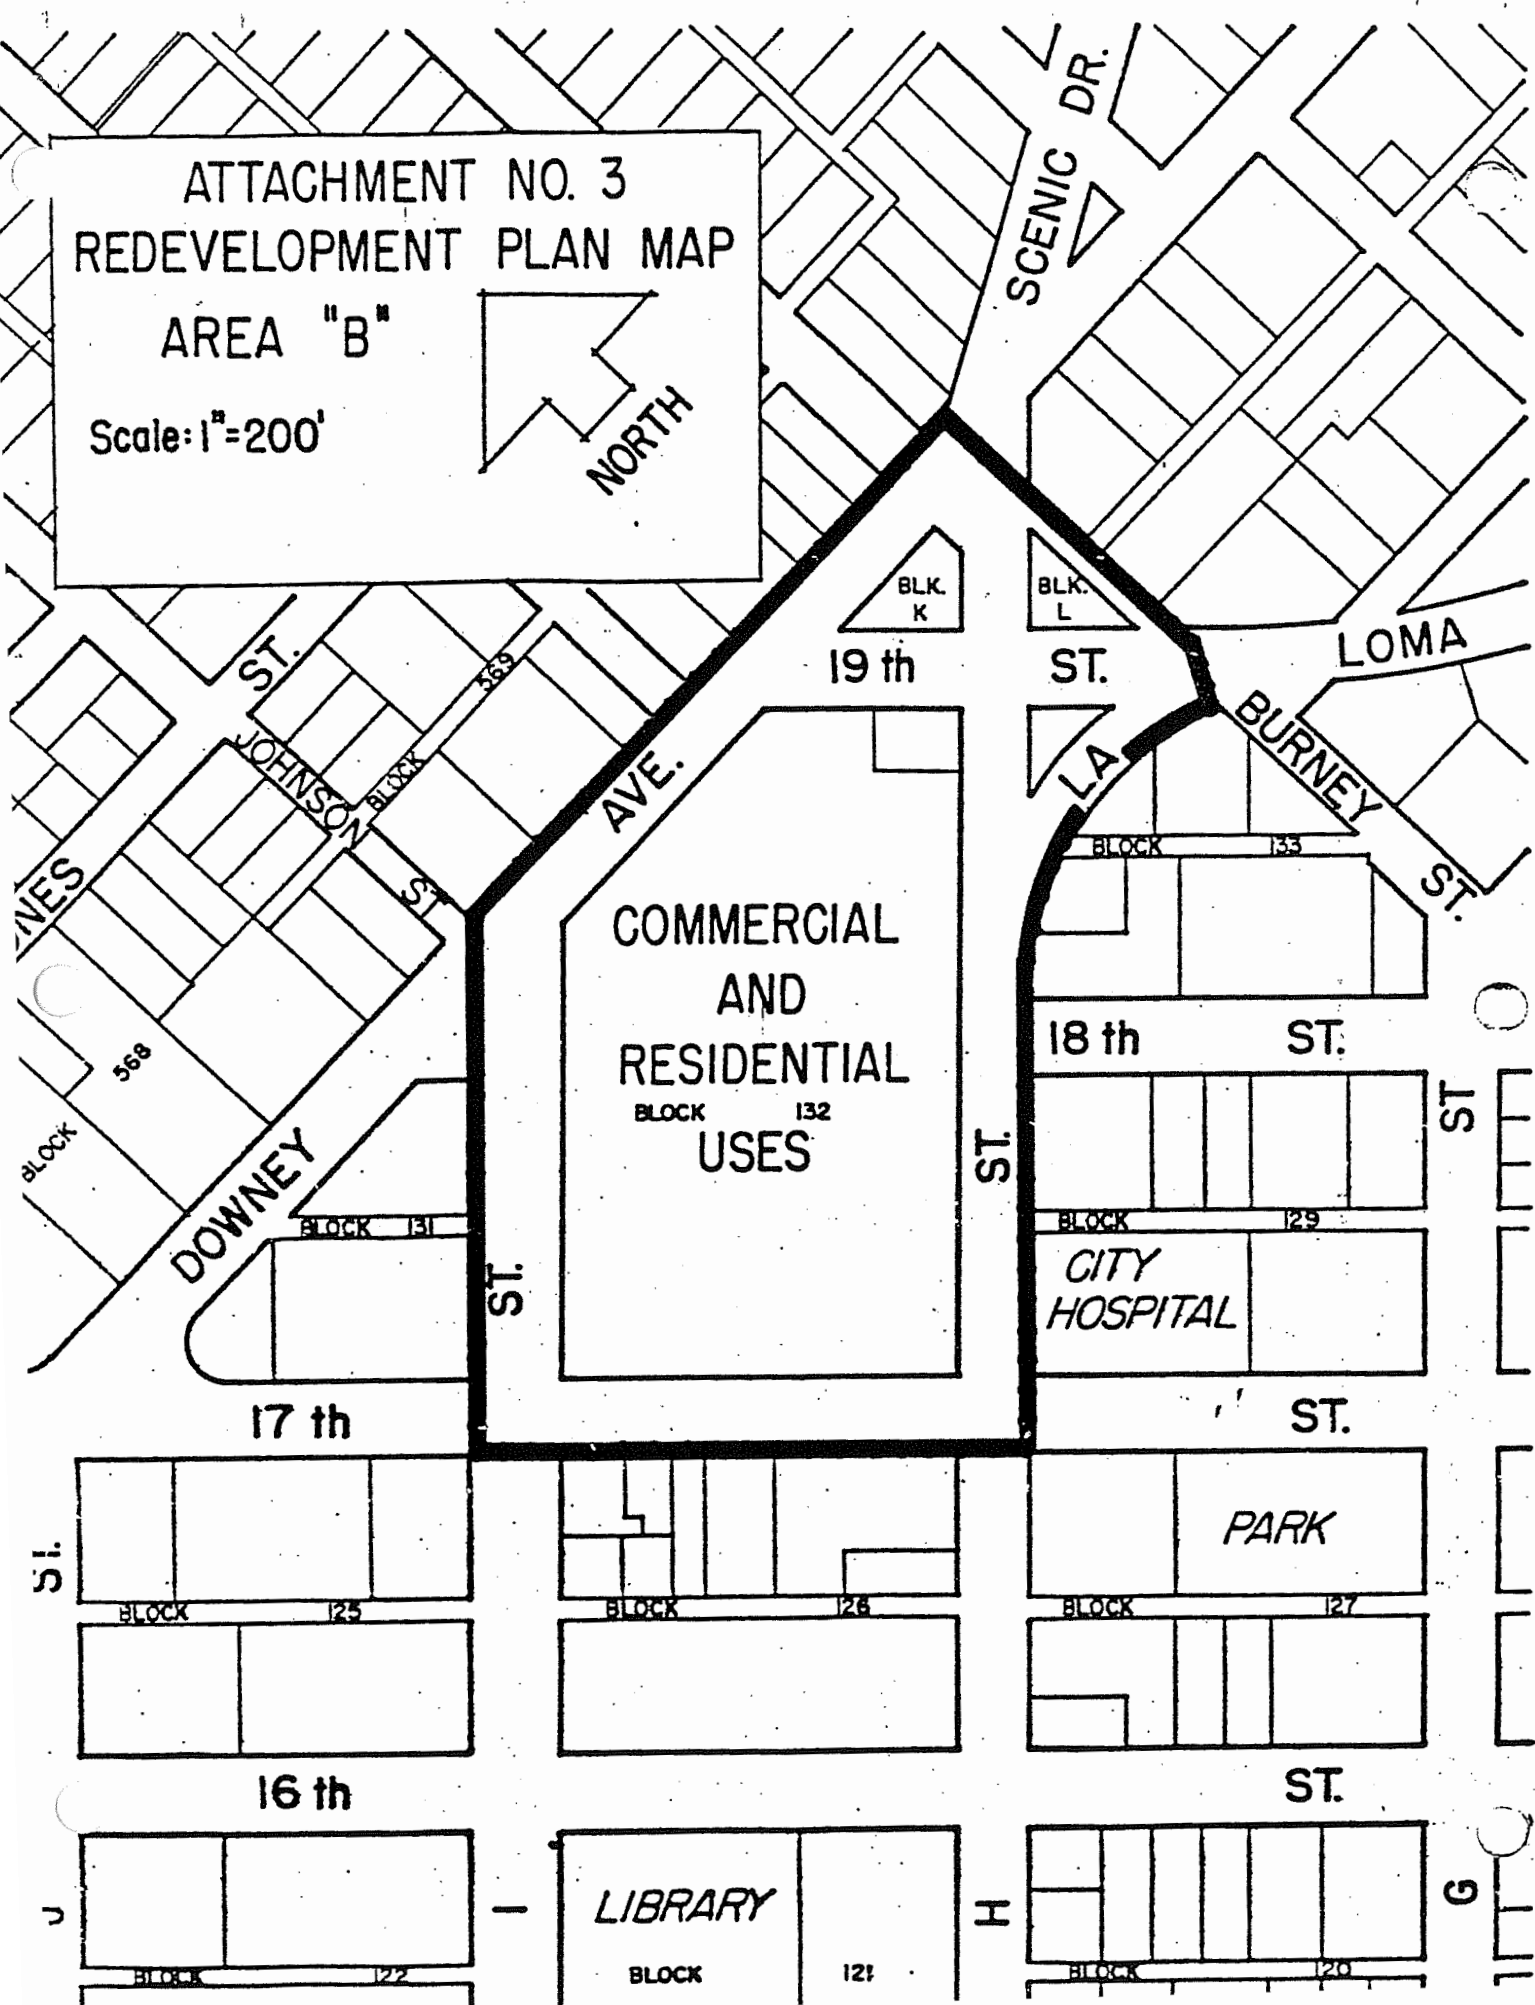 ATTACHMENT NO. 3
REDEVELOPMENT PLAN MAP
AREA "B"
Scale: 1"=200'
NORTH
SCENIC DR.
BLK.
K
BLK.
L
19 th ST.
LOMA
LA
BURNEY ST.
ST.
JOHNSON ST
BLOCK 569
AVE.
BLOCK 133
COMMERCIAL
AND
RESIDENTIAL
BLOCK 132
USES
18 th ST.
BLOCK 568
DOWNEY
BLOCK 131
ST.
ST.
ST
BLOCK 129
CITY
HOSPITAL
17 th ST.
PARK
ST.
BLOCK 125
BLOCK 126
BLOCK 127
16 th ST.
J
I
H
G
LIBRARY
BLOCK 122
BLOCK 121
BLOCK 120